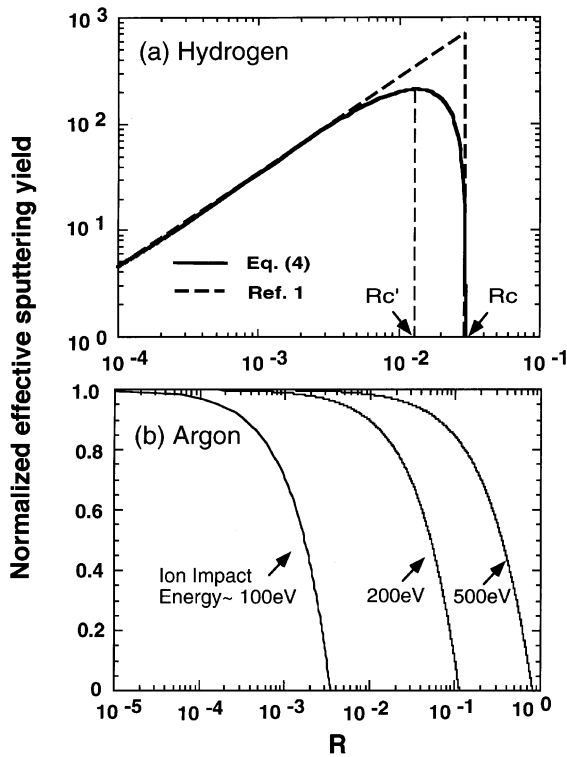 Normalized effective sputtering yield
10 3
(a) Hydrogen
10 2
10 1
Eq. (4)
Ref. 1
Rc'
Rc
10 0
10 -4
10 -3
10 -2
10 -1
1.0
(b) Argon
0.8
0.6
0.4
Ion Impact
Energy~ 100eV
200eV
500eV
0.2
0
10 -5
10 -4
10 -3
10 -2
10 -1
10 0
R